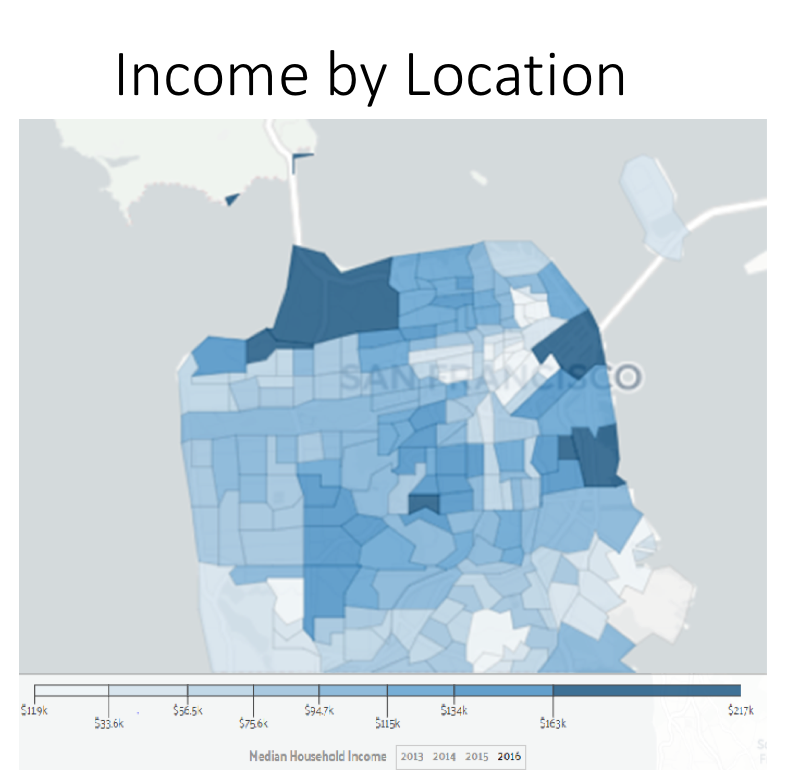 Income by Location
SAN FRANCISCO
$11.9k $33.6k $56.5k $75.6k $94.7k $115k $134k $163k $217k
Median Household Income 2013 2014 2015 2016